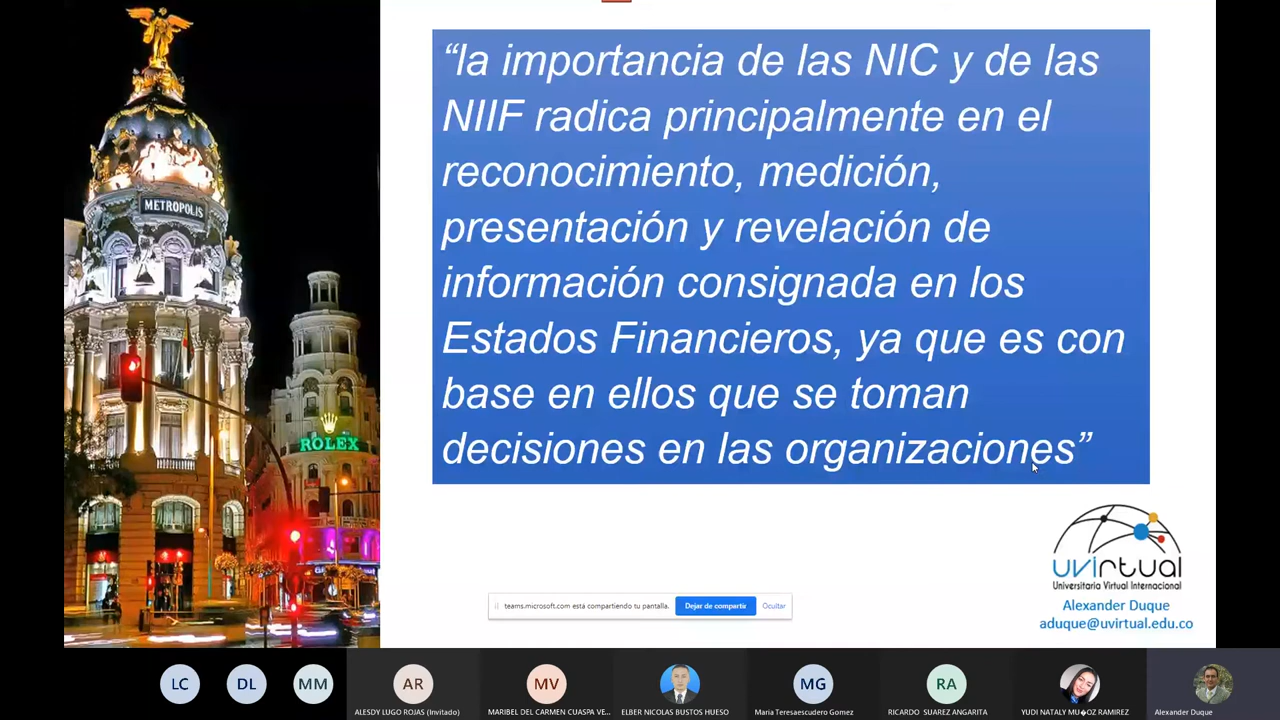 “la importancia de las NIC y de las
NIIF radica principalmente en el
reconocimiento, medición,
presentación y revelación de
información consignada en los
Estados Financieros, ya que es con
base en ellos que se toman
decisiones en las organizaciones”
METROPOLIS
ROLEX
uvirtual
Universitaria Virtual Internacional
Alexander Duque
aduque@uvirtual.edu.co
teams.microsoft.com está compartiendo tu pantalla.
Dejar de compartir
Ocultar
LC
DL
MM
AR
MV
MG
RA
ALESDY LUGO ROJAS (Invitado)
MARIBEL DEL CARMEN CUASPA VE...
ELBER NICOLAS BUSTOS HUESO
María Teresaescudero Gomez
RICARDO SUAREZ ANGARITA
YUDI NATALY MU�OZ RAMIREZ
Alexander Duque